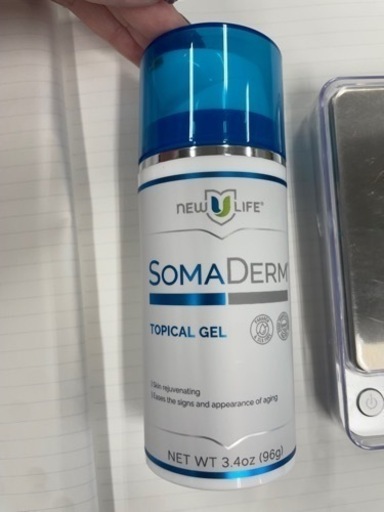 NEW U LIFE®
SOMADERM
TOPICAL GEL
Skin rejuvenating
Eases the signs and appearance of aging
NET WT 3.4oz (96g)